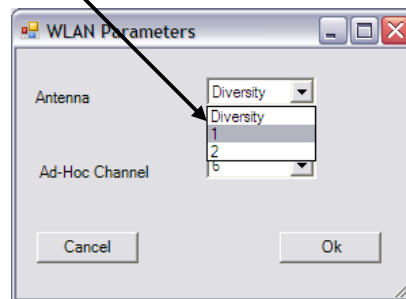 WLAN Parameters
Antenna Diversity
Diversity
1
2
Ad-Hoc Channel 6
Cancel Ok